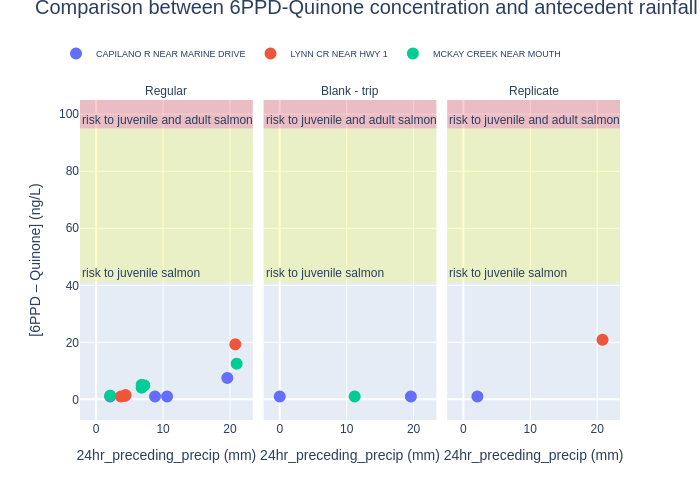 Comparison between 6PPD-Quinone concentration and antecedent rainfall
CAPILANO R NEAR MARINE DRIVE LYNN CR NEAR HWY 1 MCKAY CREEK NEAR MOUTH
Regular Blank - trip Replicate
100
risk to juvenile and adult salmon risk to juvenile and adult salmon risk to juvenile and adult salmon
80
60
[6PPD – Quinone] (ng/L)
risk to juvenile salmon risk to juvenile salmon risk to juvenile salmon
40
20
0
0 10 20 0 10 20 0 10 20
24hr_preceding_precip (mm) 24hr_preceding_precip (mm) 24hr_preceding_precip (mm)